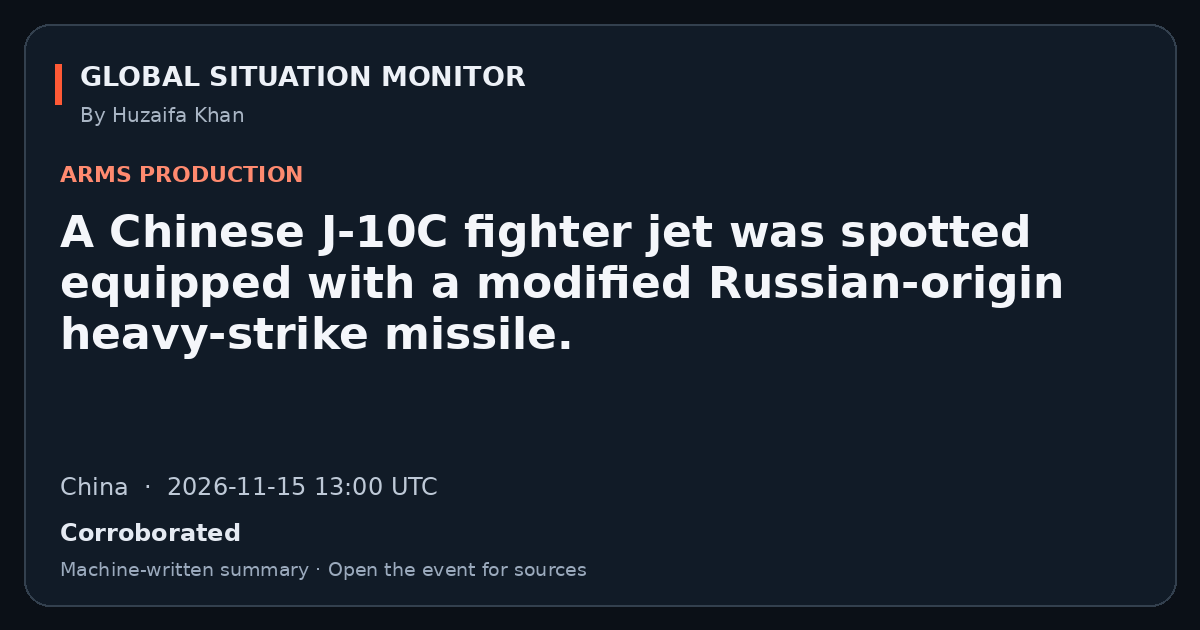 GLOBAL SITUATION MONITOR
By Huzaifa Khan
ARMS PRODUCTION
A Chinese J-10C fighter jet was spotted
equipped with a modified Russian-origin
heavy-strike missile.
China · 2026-11-15 13:00 UTC
Corroborated
Machine-written summary · Open the event for sources